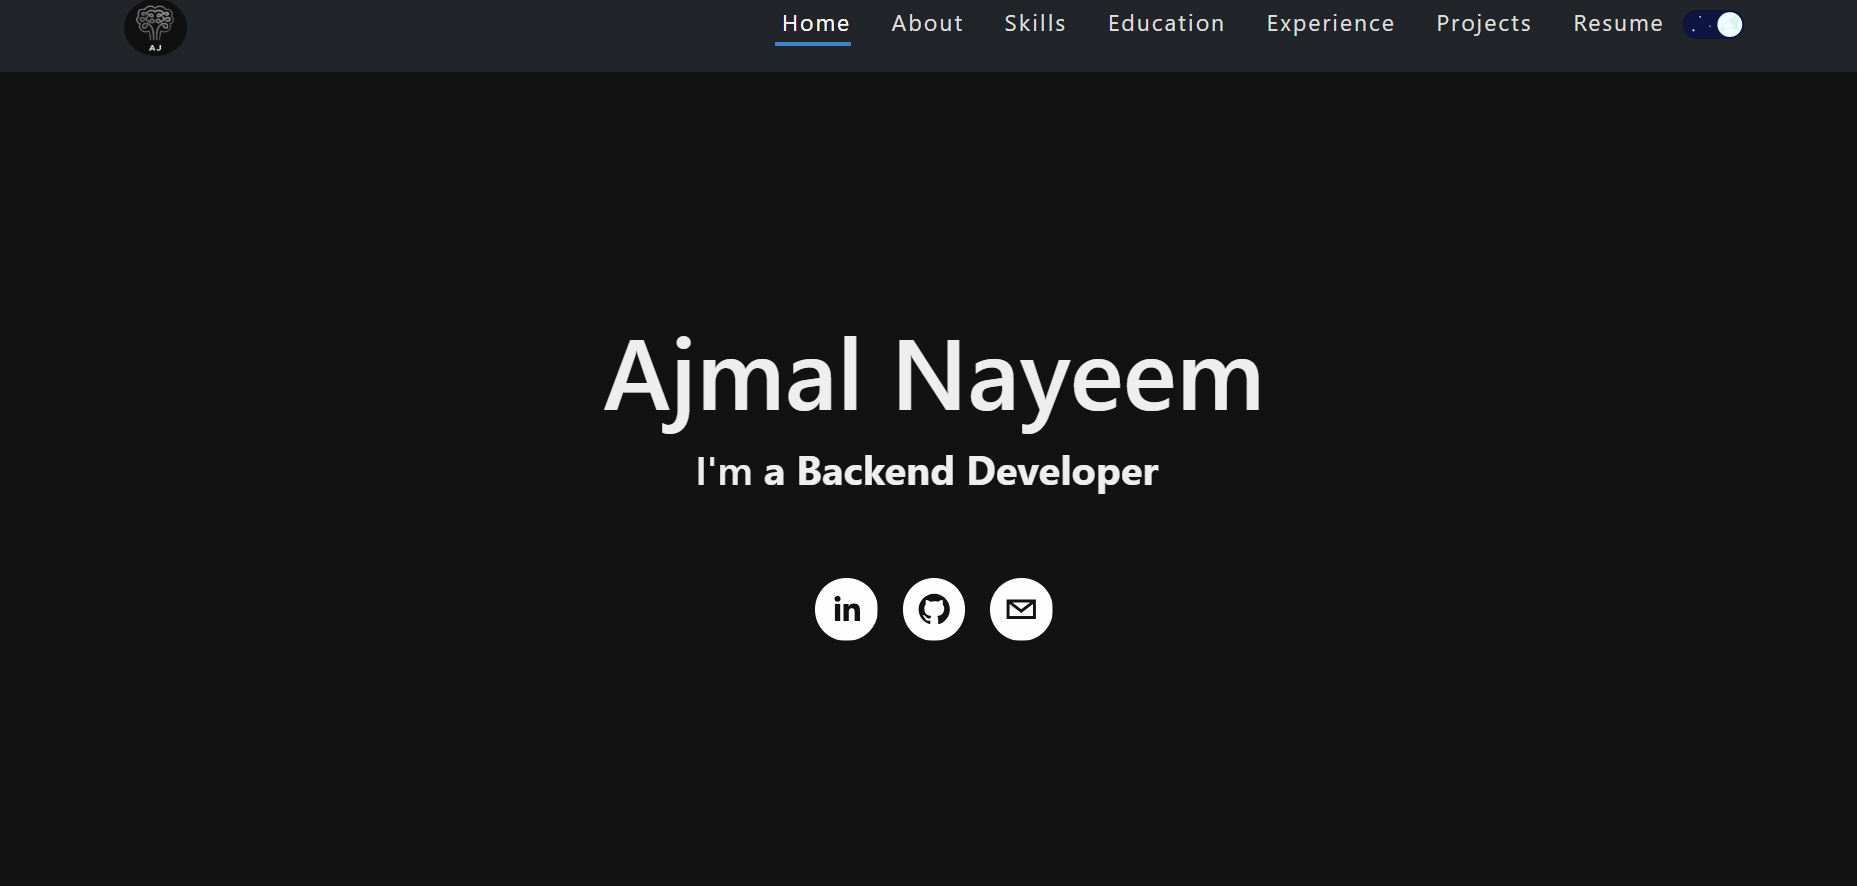 AJ
Home About Skills Education Experience Projects Resume
Ajmal Nayeem
I'm a Backend Developer
in